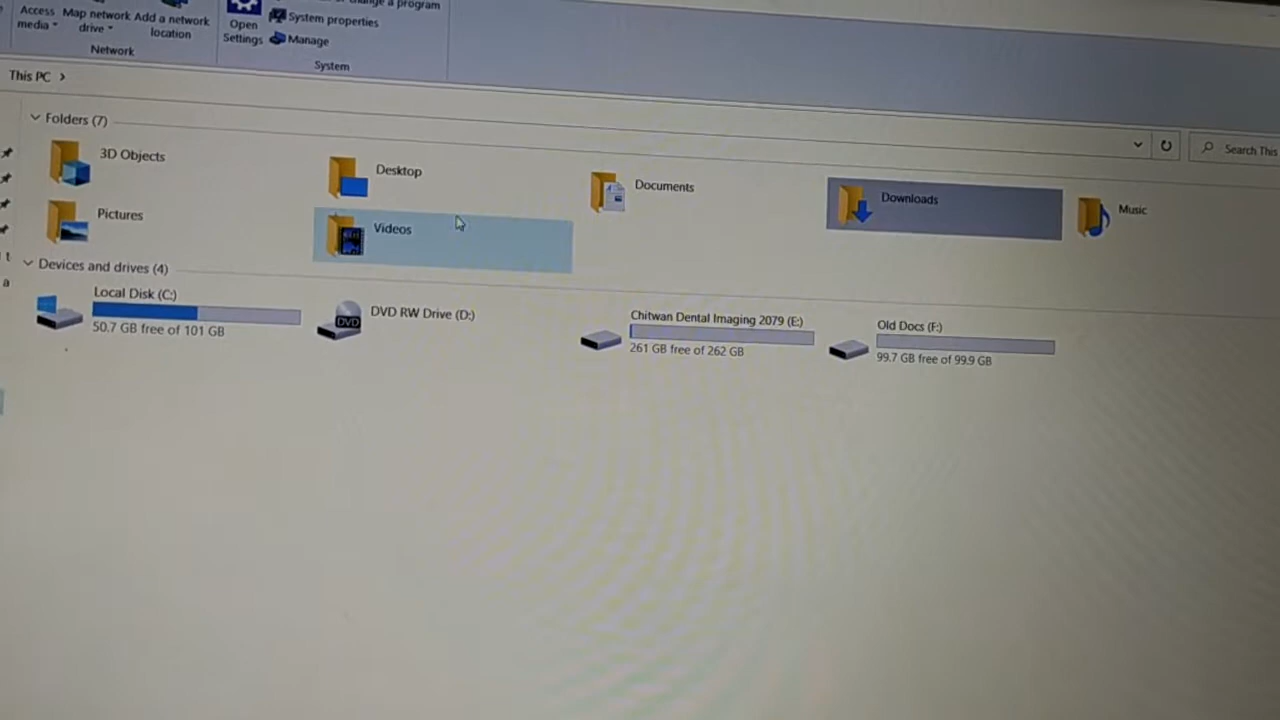 change a program
Access media
Map network drive
Add a network location
Open Settings
System properties
Manage
Network
System
This PC
Search This
Folders (7)
3D Objects
Desktop
Documents
Downloads
Music
Pictures
Videos
Devices and drives (4)
Local Disk (C:)
50.7 GB free of 101 GB
DVD
DVD RW Drive (D:)
Chitwan Dental Imaging 2079 (E:)
261 GB free of 262 GB
Old Docs (F:)
99.7 GB free of 99.9 GB